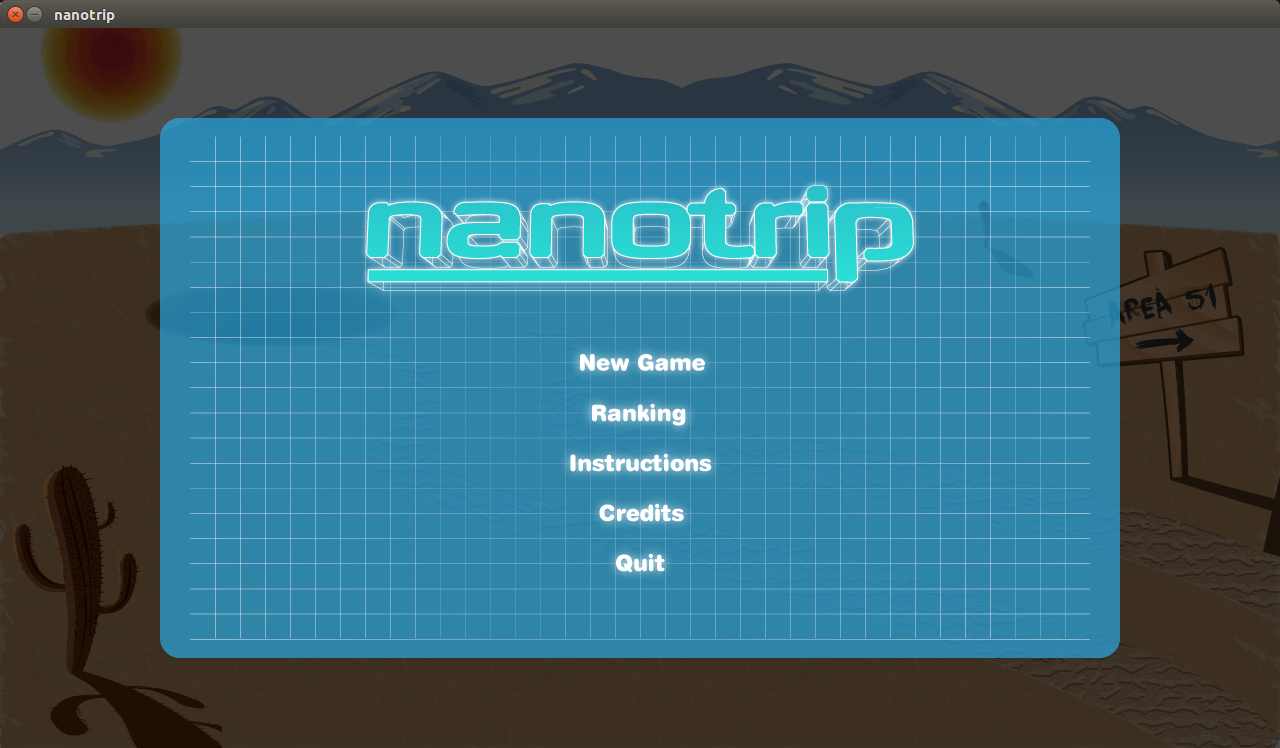 nanotrip
nanotrip
AREA 51
New Game
Ranking
Instructions
Credits
Quit